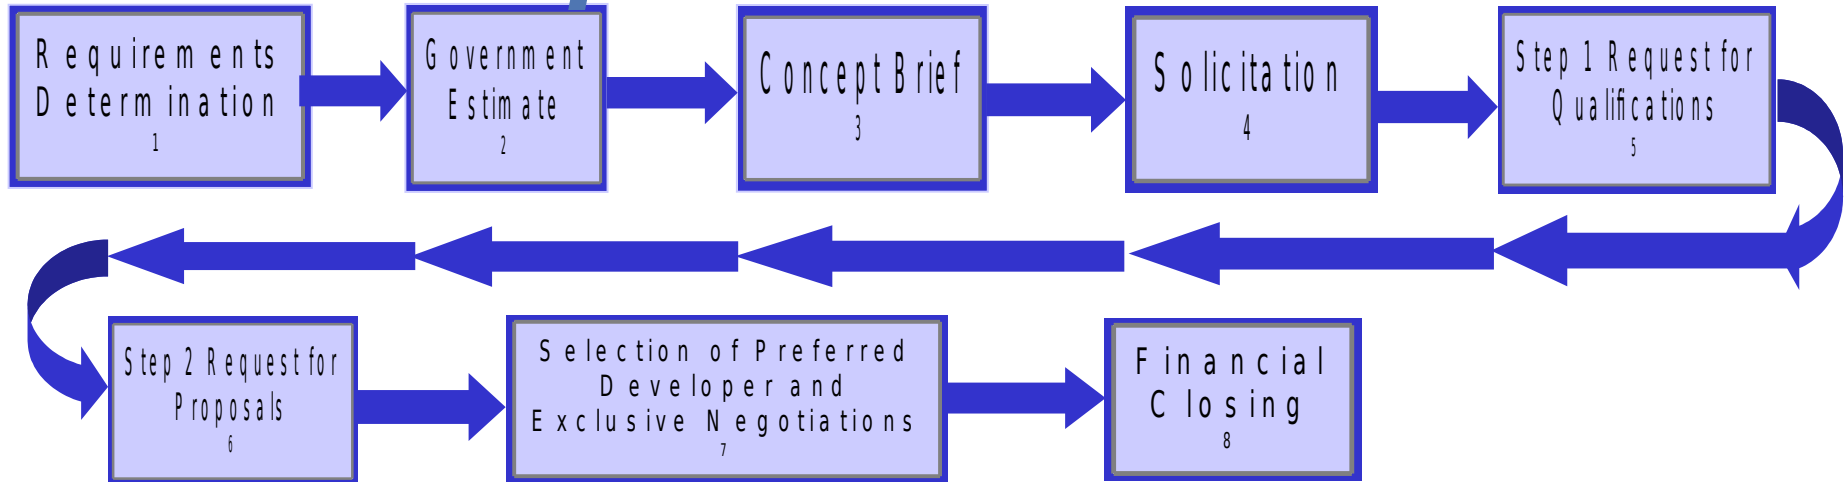 Requirements
Determination
1
Government
Estimate
2
Concept Brief
3
Solicitation
4
Step 1 Request for
Qualifications
5
Step 2 Request for
Proposals
6
Selection of Preferred
Developer and
Exclusive Negotiations
7
Financial
Closing
8